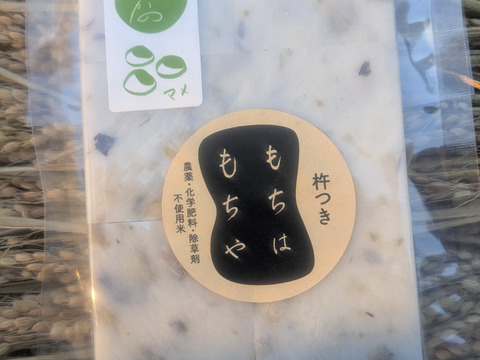 マメ
杵つき
もちは
もちや
農薬・化学肥料・除草剤
不使用米